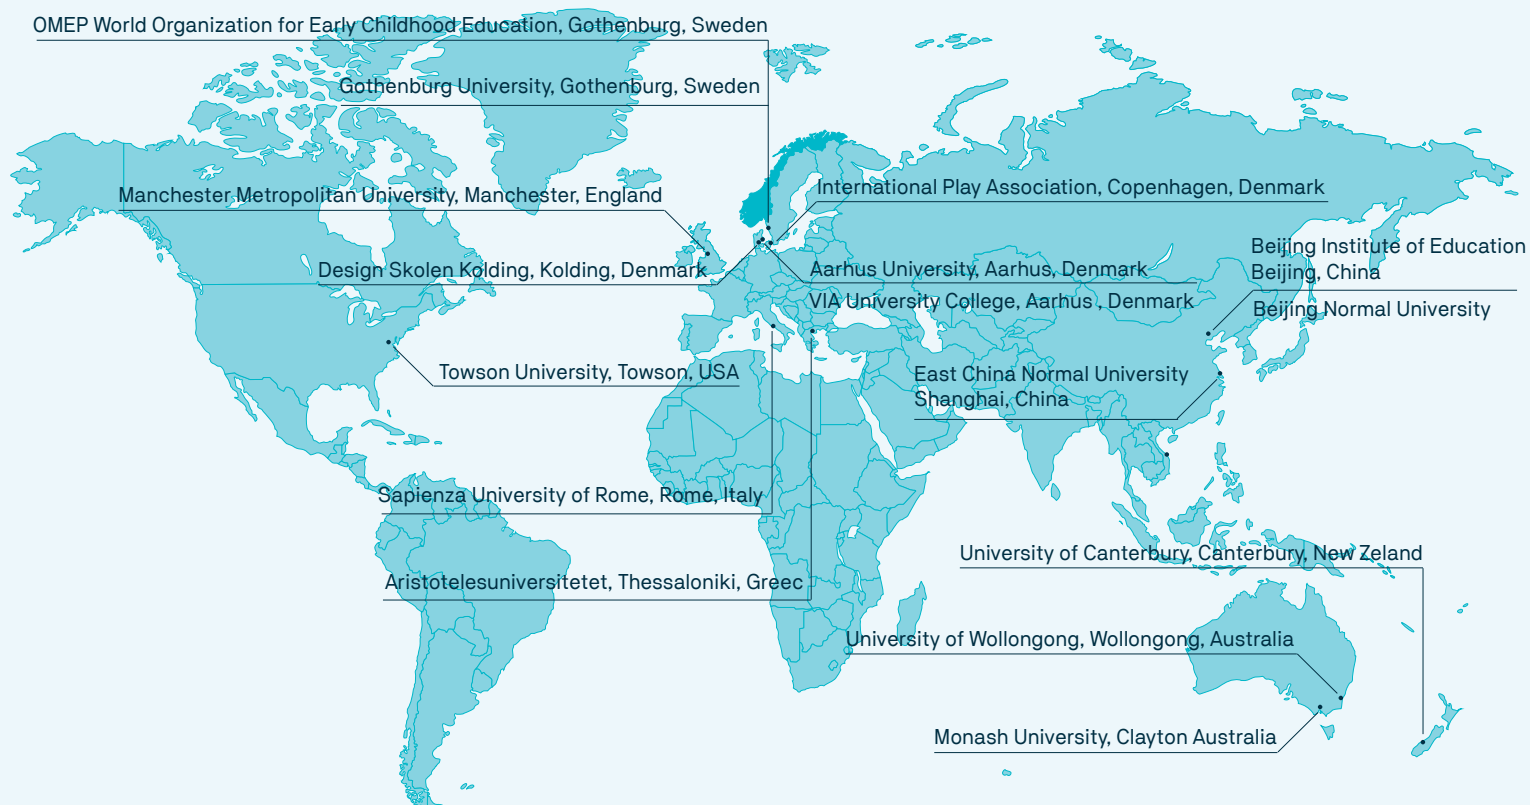 OMEP World Organization for Early Childhood Education, Gothenburg, Sweden
Gothenburg University, Gothenburg, Sweden
Manchester Metropolitan University, Manchester, England
International Play Association, Copenhagen, Denmark
Design Skolen Kolding, Kolding, Denmark
Aarhus University, Aarhus, Denmark
VIA University College, Aarhus , Denmark
Beijing Institute of Education
Beijing, China
Beijing Normal University
Towson University, Towson, USA
East China Normal University
Shanghai, China
Sapienza University of Rome, Rome, Italy
Aristotelesuniversitetet, Thessaloniki, Greec
University of Canterbury, Canterbury, New Zeland
University of Wollongong, Wollongong, Australia
Monash University, Clayton Australia